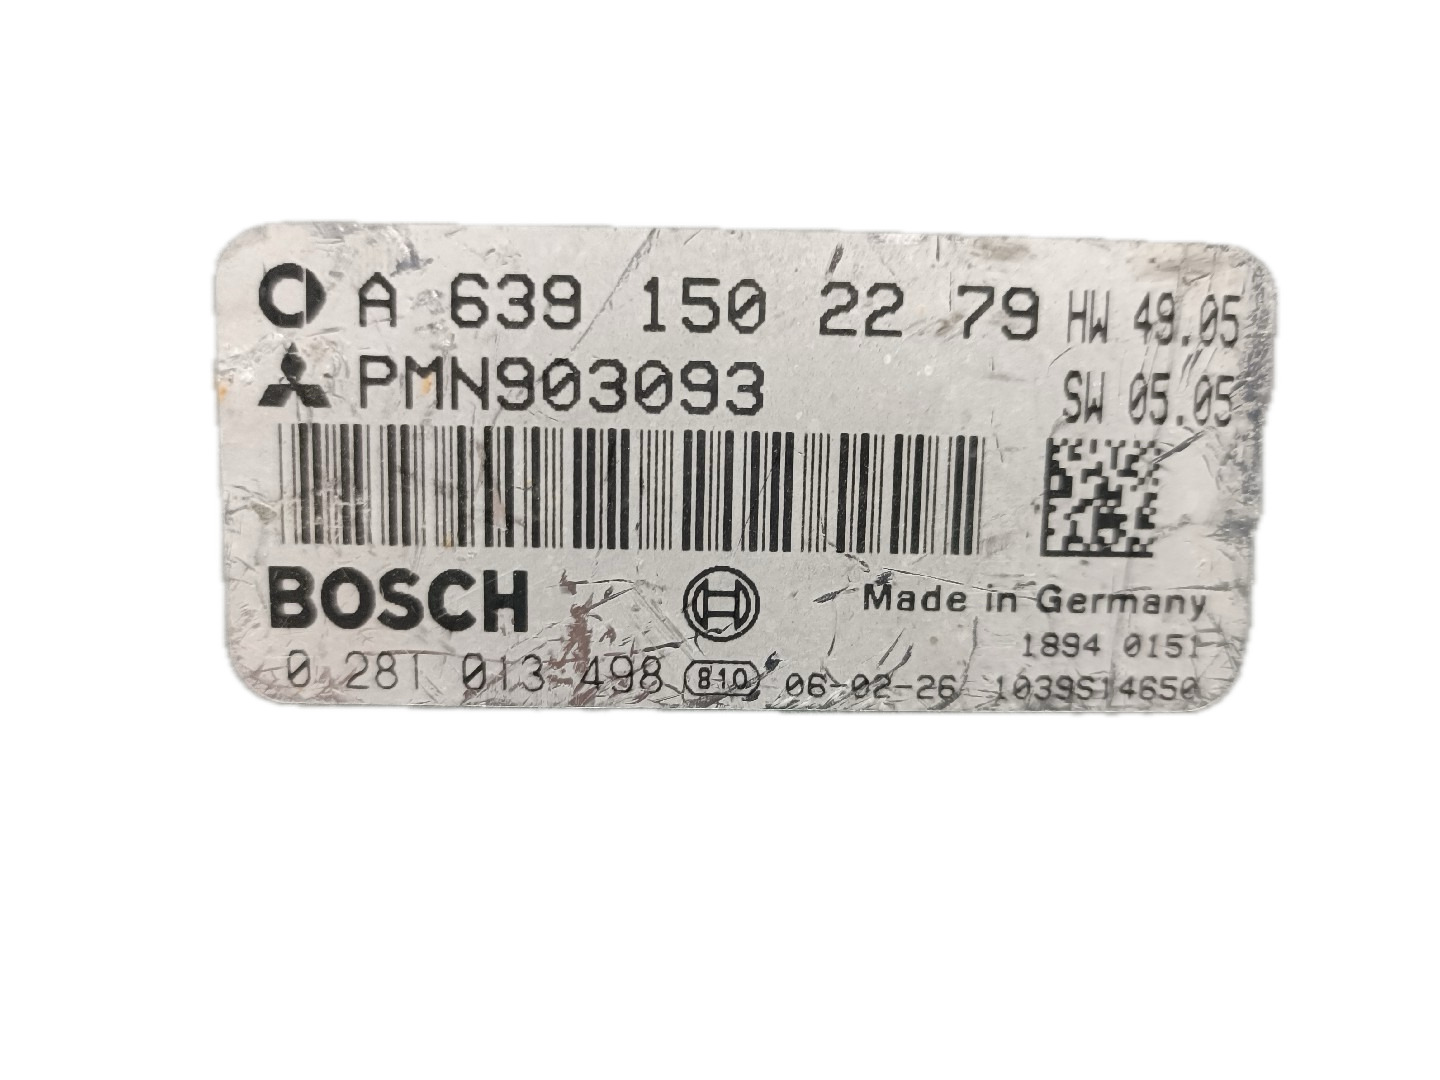 A 639 150 22 79 HW 49.05
PMN903093 SW 05.05
BOSCH
Made in Germany
1894 0151
0 281 013 498 810 06-02-26 1039S14650